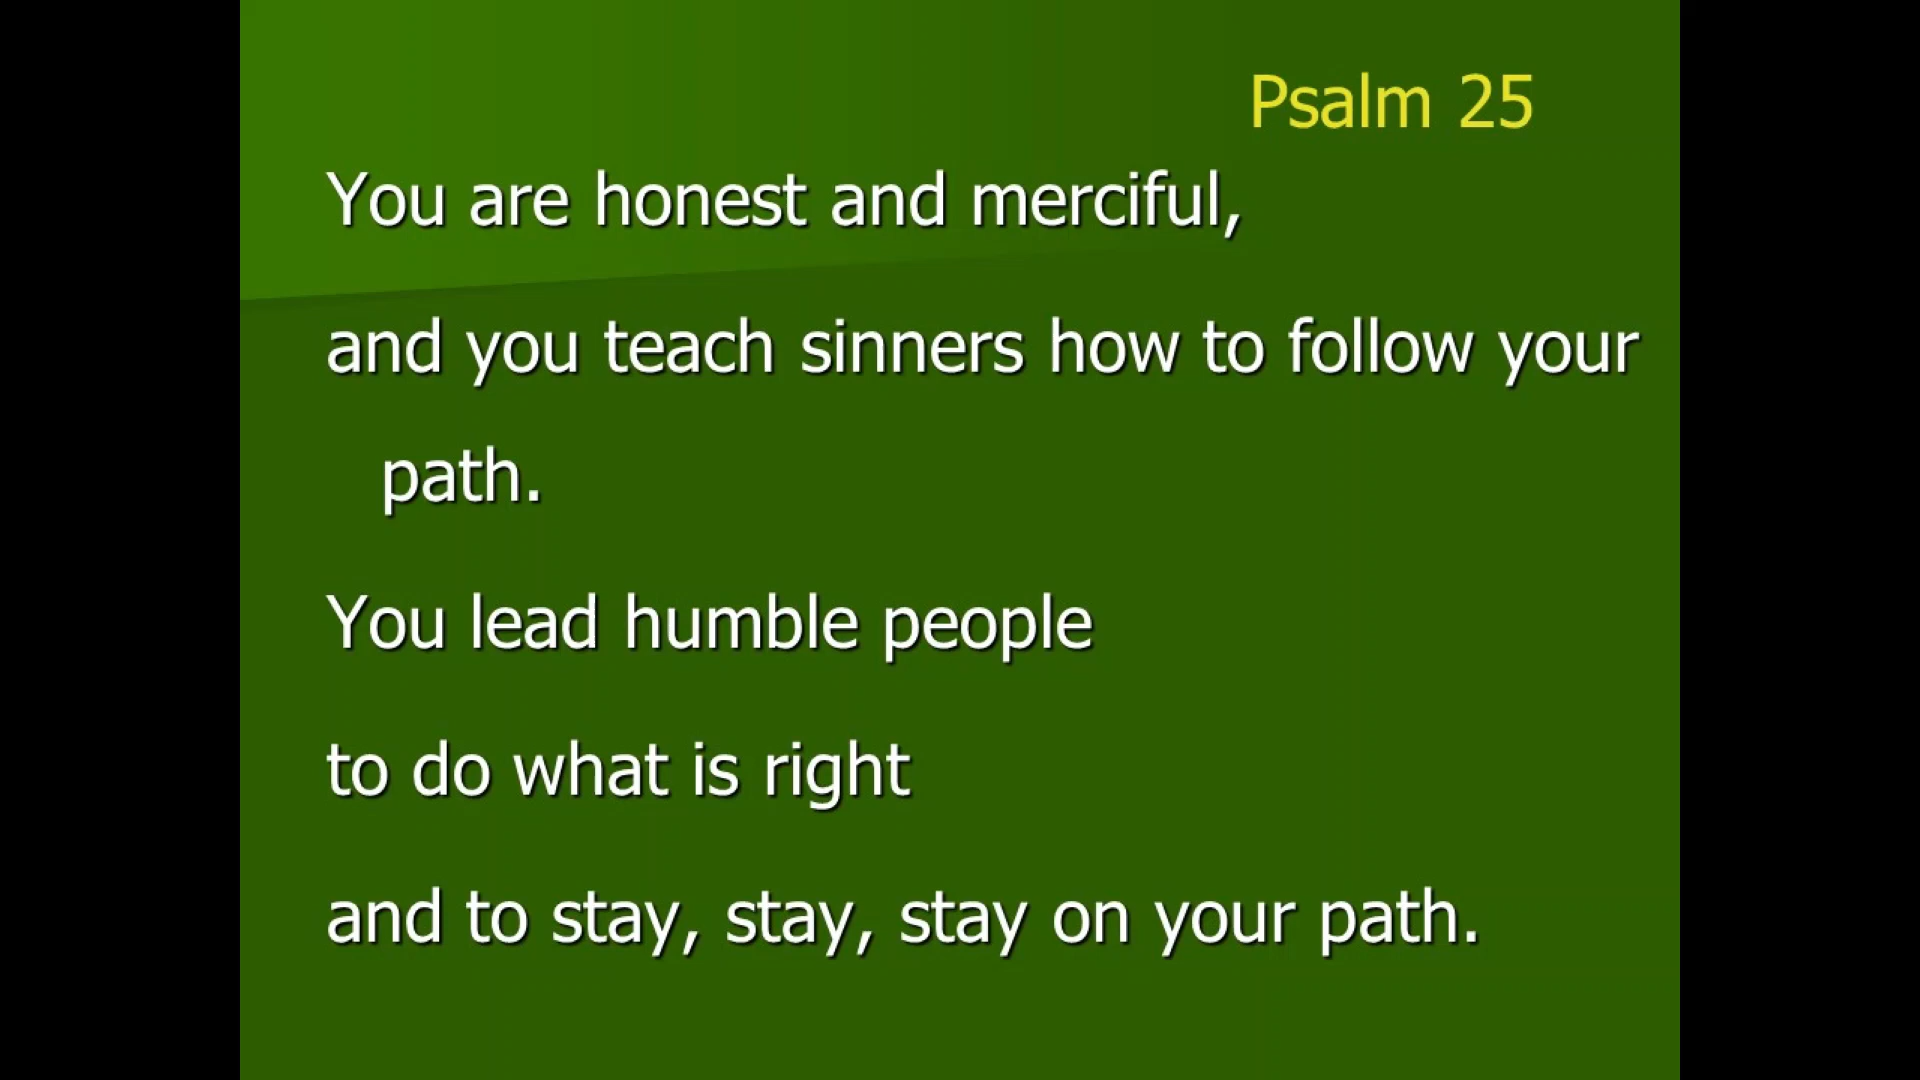 Psalm 25
You are honest and merciful,
and you teach sinners how to follow your
path.
You lead humble people
to do what is right
and to stay, stay, stay on your path.